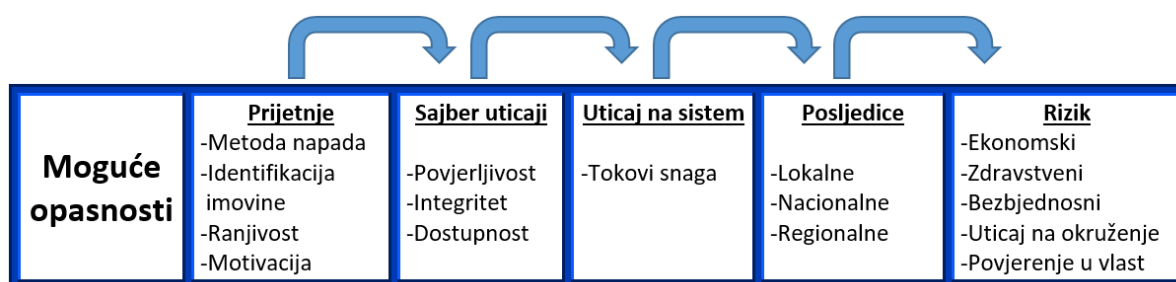 Moguće
opasnosti
Prijetnje
-Metoda napada
-Identifikacija
imovine
-Ranjivost
-Motivacija
Sajber uticaji
-Povjerljivost
-Integritet
-Dostupnost
Uticaj na sistem
-Tokovi snaga
Posljedice
-Lokalne
-Nacionalne
-Regionalne
Rizik
-Ekonomski
-Zdravstveni
-Bezbjednosni
-Uticaj na okruženje
-Povjerenje u vlast